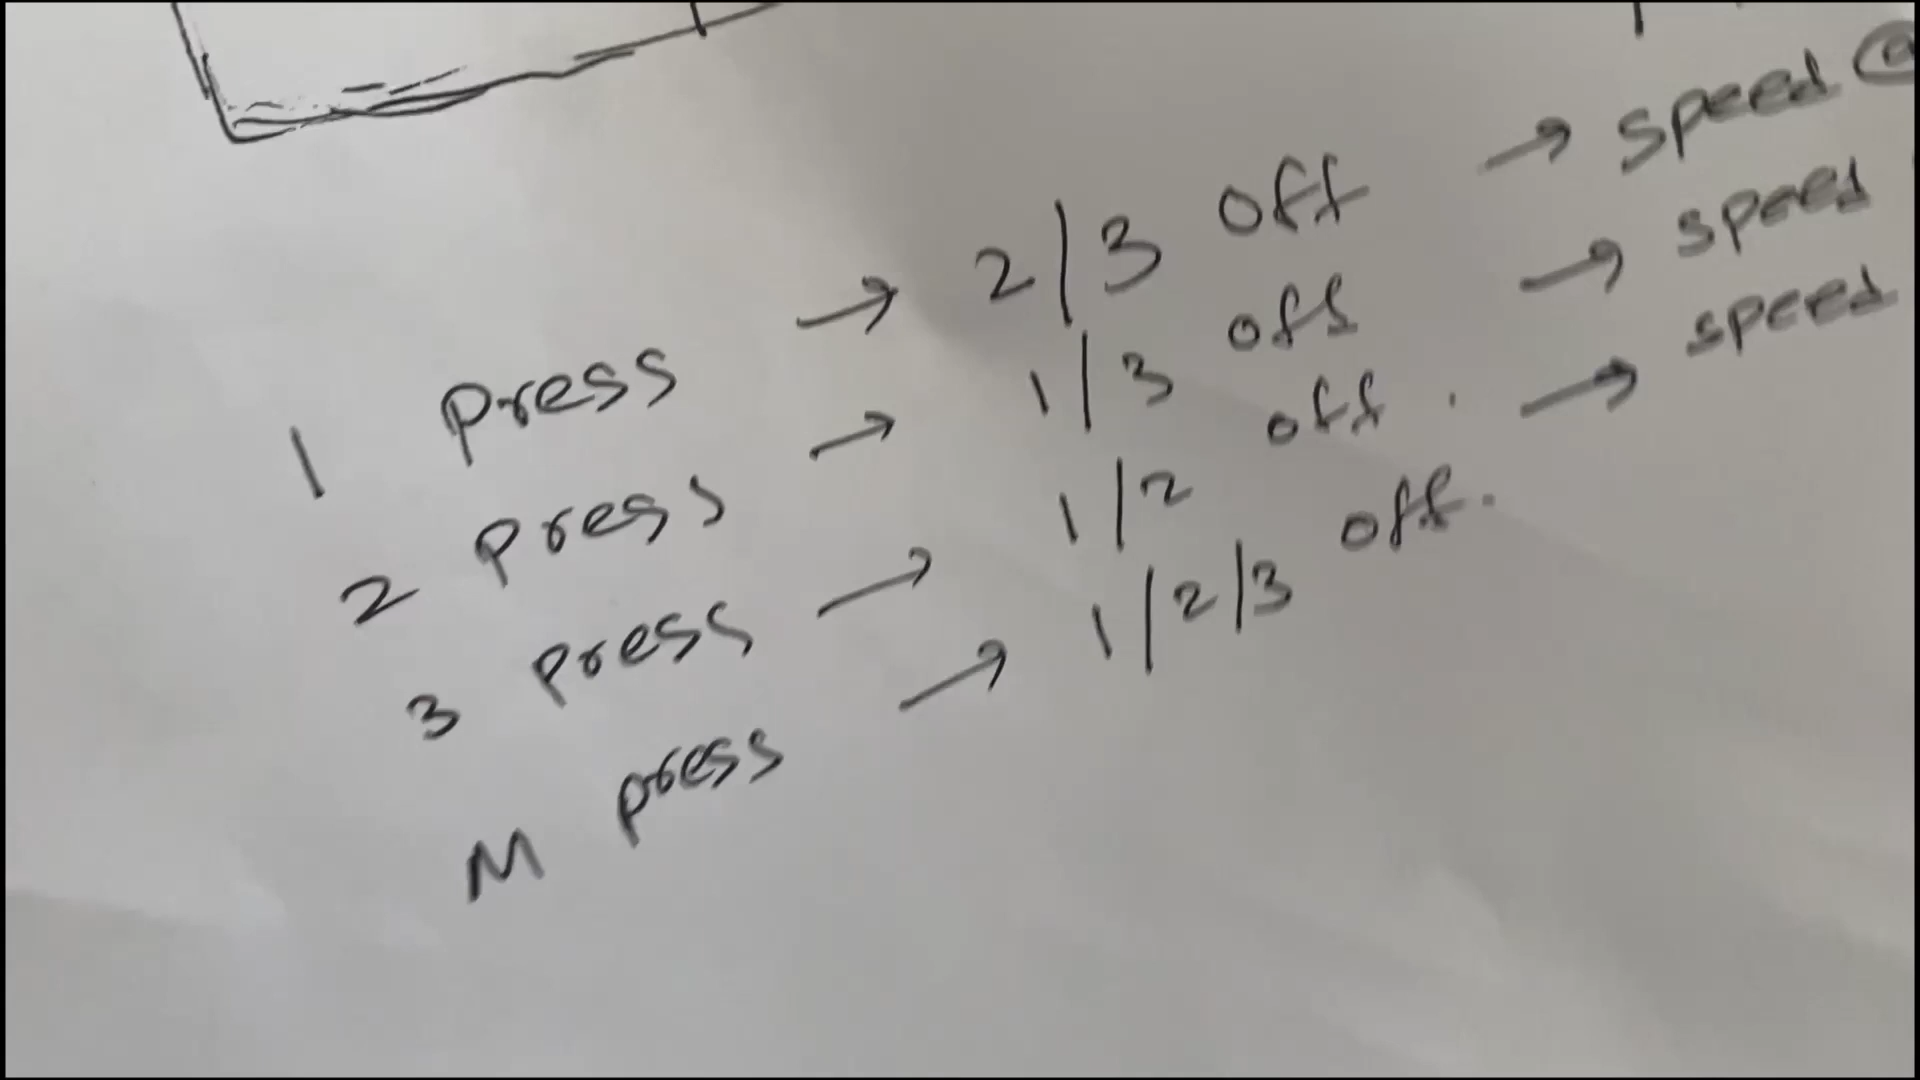 1 press → 2/3 off → speed
2 press → 1/3 off → speed
3 press → 1/2 off. → speed
M press → 1/2/3 off.